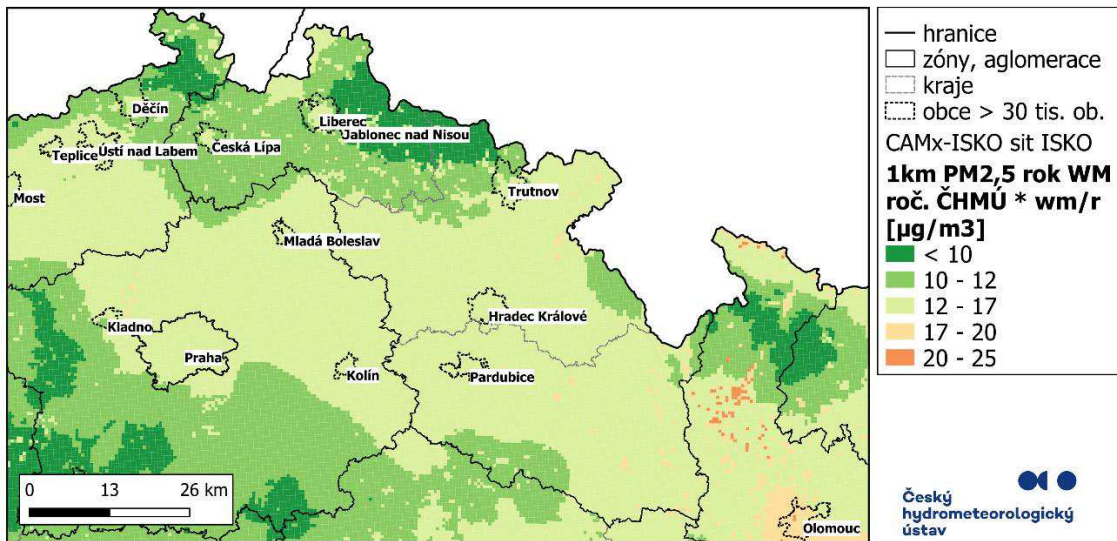 Děčín
Teplice
Ústí nad Labem
Česká Lípa
Liberec
Jablonec nad Nisou
Most
Trutnov
Mladá Boleslav
Kladno
Praha
Kolín
Hradec Králové
Pardubice
Olomouc
0 13 26 km
hranice
zóny, aglomerace
kraje
obce > 30 tis. ob.
CAMx-ISKO sit ISKO
1km PM2,5 rok WM
roč. ČHMÚ * wm/r
[µg/m3]
< 10
10 - 12
12 - 17
17 - 20
20 - 25
Český
hydrometeorologický
ústav